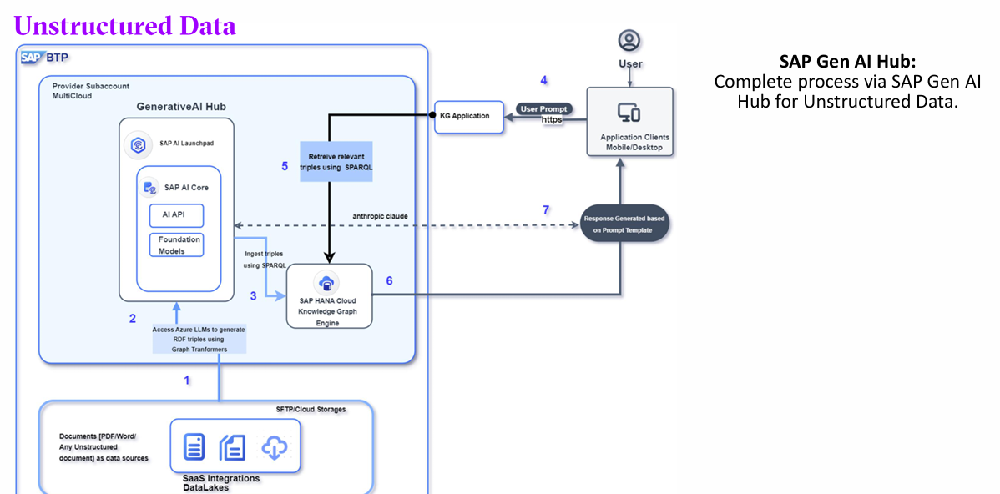 Unstructured Data
SAP BTP
Provider Subaccount
MultiCloud
GenerativeAI Hub
SAP AI Launchpad
SAP AI Core
AI API
Foundation
Models
User
4
User Prompt
https
KG Application
Application Clients
Mobile/Desktop
5
Retreive relevant
triples using SPARQL
anthropic claude
7
Response Generated based
on Prompt Template
Ingest triples
using SPARQL
3
6
SAP HANA Cloud
Knowledge Graph
Engine
2
Access Azure LLMs to generate
RDF triples using
Graph Tranformers
1
SFTP/Cloud Storages
Documents [PDF/Word/
Any Unstructured
document] as data sources
SaaS Integrations
DataLakes
SAP Gen AI Hub:
Complete process via SAP Gen AI
Hub for Unstructured Data.